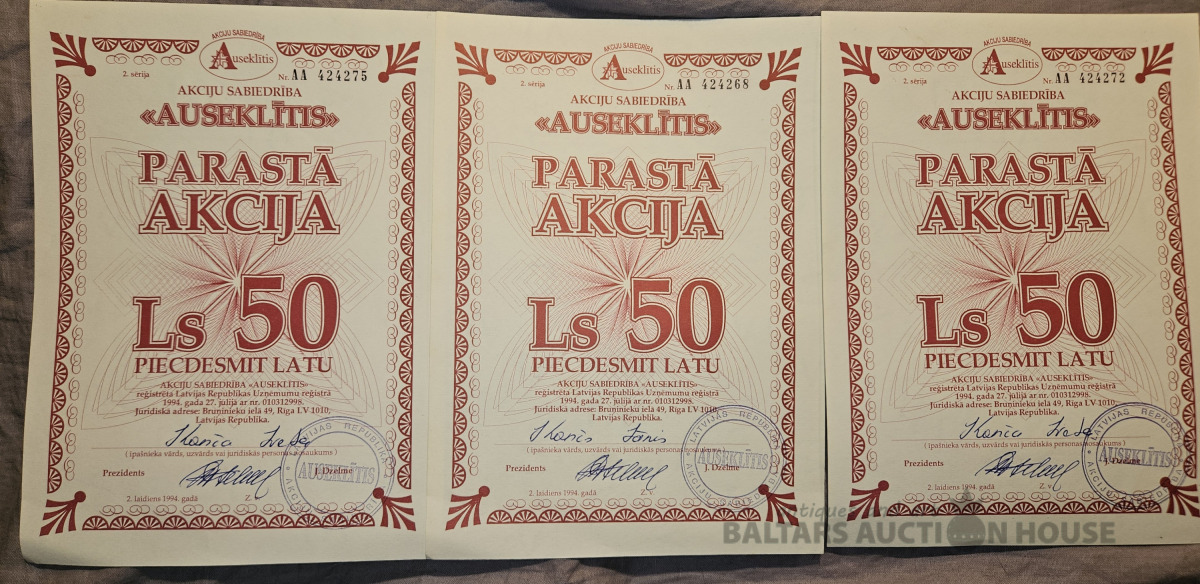 AKCIJU SABIEDRĪBA
Auseklītis
2. sērija
Nr. AA 424275
AKCIJU SABIEDRĪBA
«AUSEKLĪTIS»
PARASTĀ
AKCIJA
Ls 50
PIECDESMIT LATU
AKCIJU SABIEDRĪBA «AUSEKLĪTIS»
reģistrēta Latvijas Republikas Uzņēmumu reģistrā
1994. gada 27. jūlijā ar nr. 010312998.
Juridiskā adrese: Bruņinieku ielā 49, Rīga LV-1010,
Latvijas Republika.
(īpašnieka vārds, uzvārds vai juridiskās personas nosaukums)
Prezidents
J. Dzelme
2. laidiens 1994. gadā
Z. v.
AUSEKLĪTIS
AKCIJU SABIEDRĪBA
Auseklītis
2. sērija
Nr. AA 424268
AKCIJU SABIEDRĪBA
«AUSEKLĪTIS»
PARASTĀ
AKCIJA
Ls 50
PIECDESMIT LATU
AKCIJU SABIEDRĪBA «AUSEKLĪTIS»
reģistrēta Latvijas Republikas Uzņēmumu reģistrā
1994. gada 27. jūlijā ar nr. 010312998.
Juridiskā adrese: Bruņinieku ielā 49, Rīga LV-1010,
Latvijas Republika.
(īpašnieka vārds, uzvārds vai juridiskās personas nosaukums)
Prezidents
J. Dzelme
2. laidiens 1994. gadā
Z. v.
AUSEKLĪTIS
AKCIJU SABIEDRĪBA
Auseklītis
2. sērija
Nr. AA 424272
AKCIJU SABIEDRĪBA
«AUSEKLĪTIS»
PARASTĀ
AKCIJA
Ls 50
PIECDESMIT LATU
AKCIJU SABIEDRĪBA «AUSEKLĪTIS»
reģistrēta Latvijas Republikas Uzņēmumu reģistrā
1994. gada 27. jūlijā ar nr. 010312998.
Juridiskā adrese: Bruņinieku ielā 49, Rīga LV-1010,
Latvijas Republika.
(īpašnieka vārds, uzvārds vai juridiskās personas nosaukums)
Prezidents
J. Dzelme
2. laidiens 1994. gadā
Z. v.
LATVIJAS REPUBLIKA
AUSEKLĪTIS
BALTARS AUCTION HOUSE